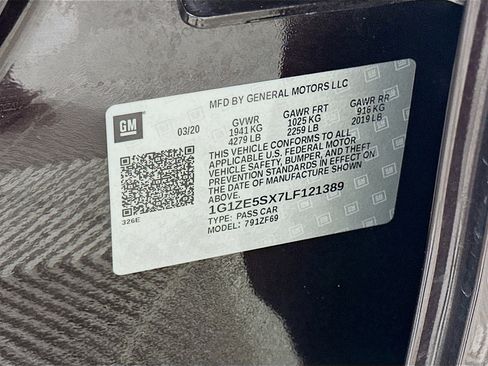 MFD BY GENERAL MOTORS LLC
GM
03/20
GVWR GAWR FRT GAWR RR
1941 KG 1025 KG 916 KG
4279 LB 2259 LB 2019 LB
THIS VEHICLE CONFORMS TO ALL
APPLICABLE U.S. FEDERAL MOTOR
VEHICLE SAFETY, BUMPER, AND THEFT
PREVENTION STANDARDS IN EFFECT ON
THE DATE OF MANUFACTURE SHOWN
ABOVE.
1G1ZE5SX7LF121389
TYPE: PASS CAR
MODEL: 791ZF69
326E